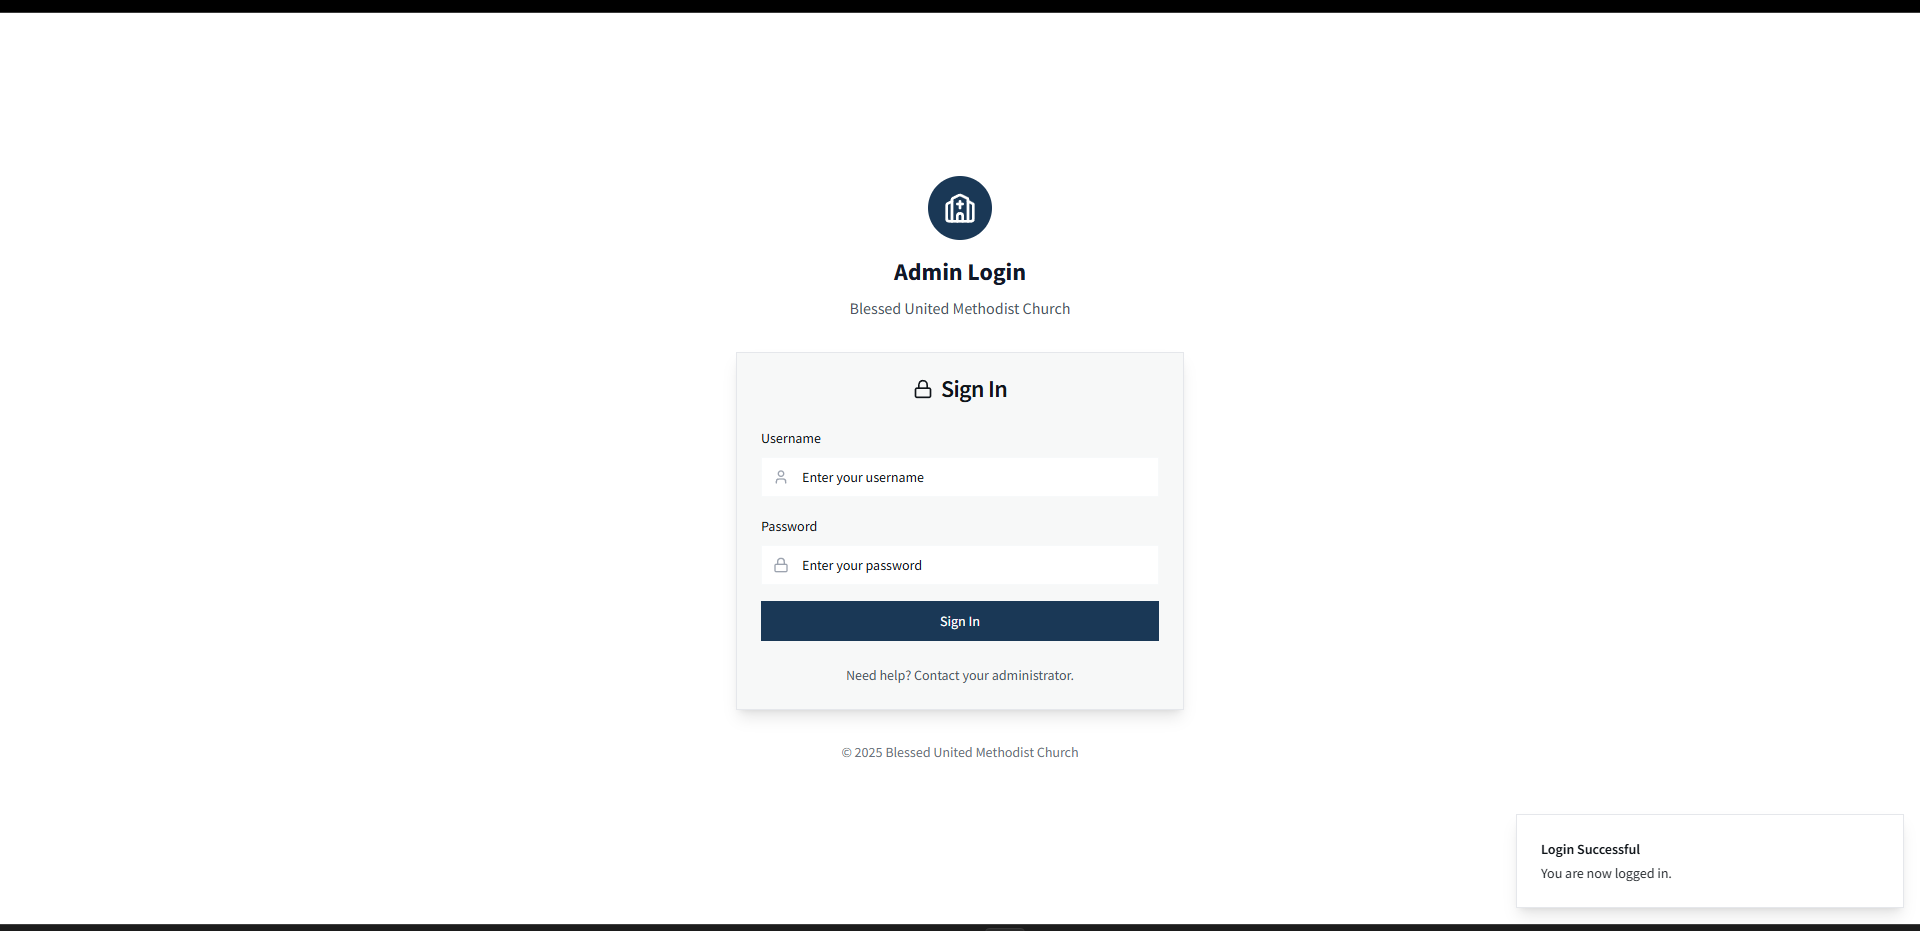 Admin Login
Blessed United Methodist Church
Sign In
Username
Enter your username
Password
Enter your password
Sign In
Need help? Contact your administrator.
© 2025 Blessed United Methodist Church
Login Successful
You are now logged in.